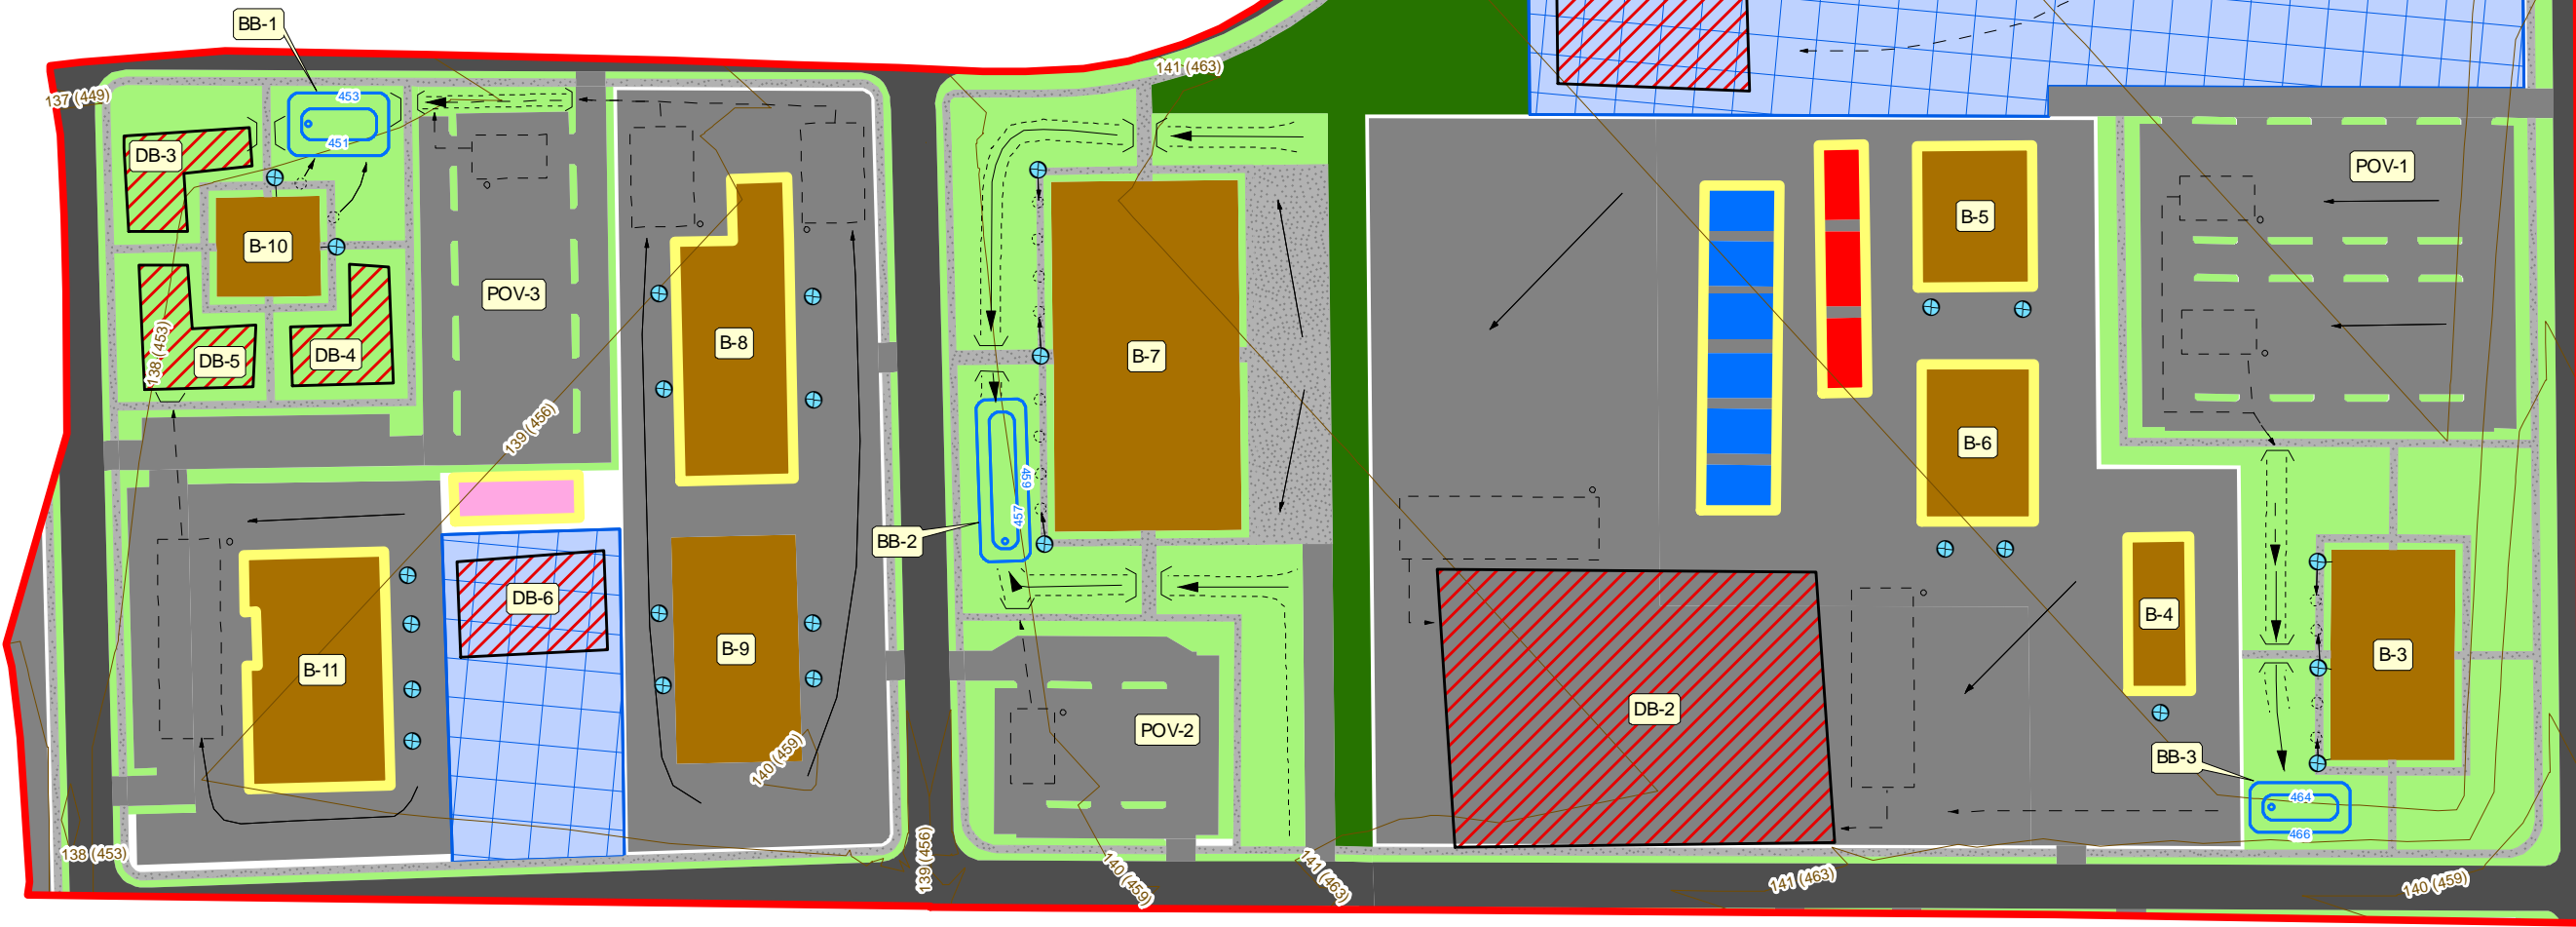 BB-1
137 (449)
453
451
141 (463)
DB-3
B-10
POV-3
138 (453)
DB-5
DB-4
B-8
139 (456)
B-7
B-5
POV-1
B-6
459
457
BB-2
DB-6
B-11
B-9
B-4
B-3
DB-2
POV-2
140 (459)
BB-3
464
466
138 (453)
139 (456)
140 (459)
141 (463)
141 (463)
140 (459)